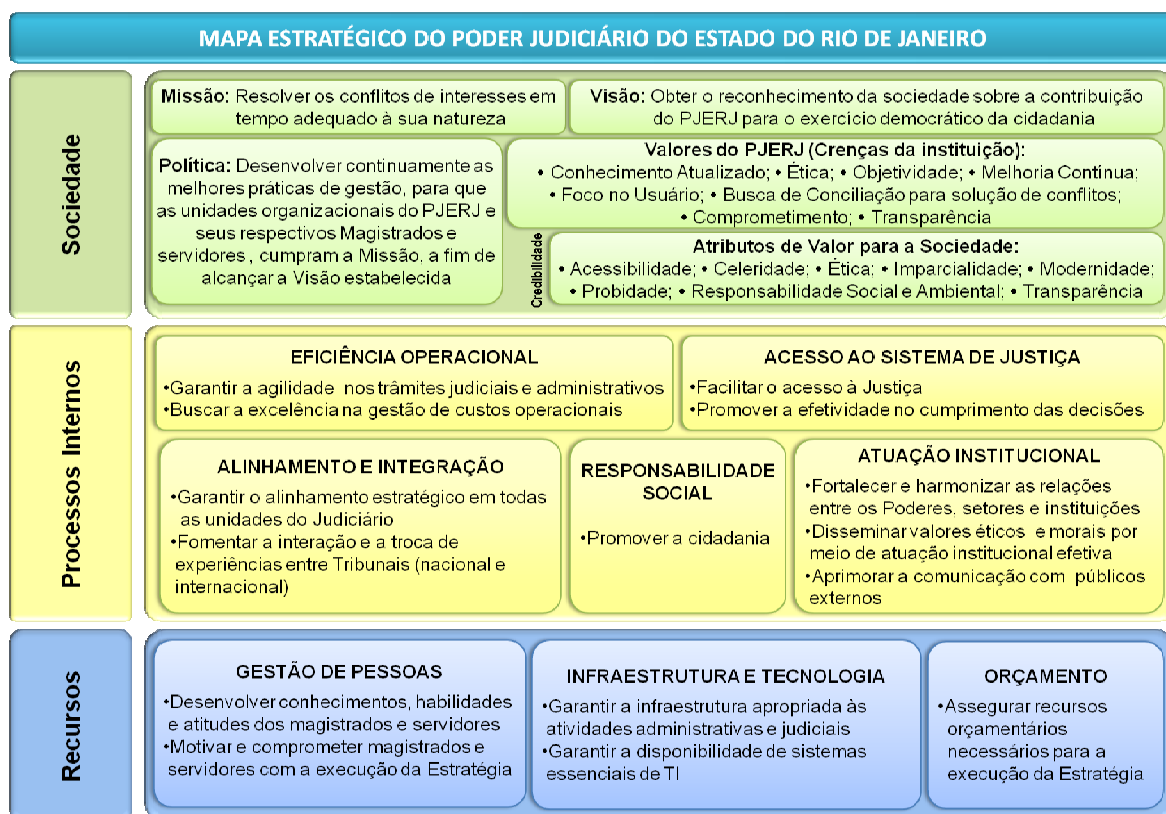 MAPA ESTRATÉGICO DO PODER JUDICIÁRIO DO ESTADO DO RIO DE JANEIRO
Sociedade
Missão: Resolver os conflitos de interesses em
tempo adequado à sua natureza
Visão: Obter o reconhecimento da sociedade sobre a contribuição
do PJERJ para o exercício democrático da cidadania
Política: Desenvolver continuamente as
melhores práticas de gestão, para que
as unidades organizacionais do PJERJ e
seus respectivos Magistrados e
servidores , cumpram a Missão, a fim de
alcançar a Visão estabelecida
Valores do PJERJ (Crenças da instituição):
• Conhecimento Atualizado; • Ética; • Objetividade; • Melhoria Continua;
• Foco no Usuário; • Busca de Conciliação para solução de conflitos;
• Comprometimento; • Transparência
Credibilidade
Atributos de Valor para a Sociedade:
• Acessibilidade; • Celeridade; • Ética; • Imparcialidade; • Modernidade;
• Probidade; • Responsabilidade Social e Ambiental; • Transparência
Processos Internos
EFICIÊNCIA OPERACIONAL
•Garantir a agilidade nos trâmites judiciais e administrativos
•Buscar a excelência na gestão de custos operacionais
ACESSO AO SISTEMA DE JUSTIÇA
•Facilitar o acesso à Justiça
•Promover a efetividade no cumprimento das decisões
ALINHAMENTO E INTEGRAÇÃO
•Garantir o alinhamento estratégico em todas
as unidades do Judiciário
•Fomentar a interação e a troca de
experiências entre Tribunais (nacional e
internacional)
RESPONSABILIDADE
SOCIAL
•Promover a cidadania
ATUAÇÃO INSTITUCIONAL
•Fortalecer e harmonizar as relações
entre os Poderes, setores e instituições
•Disseminar valores éticos e morais por
meio de atuação institucional efetiva
•Aprimorar a comunicação com públicos
externos
Recursos
GESTÃO DE PESSOAS
•Desenvolver conhecimentos, habilidades
e atitudes dos magistrados e servidores
•Motivar e comprometer magistrados e
servidores com a execução da Estratégia
INFRAESTRUTURA E TECNOLOGIA
•Garantir a infraestrutura apropriada às
atividades administrativas e judiciais
•Garantir a disponibilidade de sistemas
essenciais de TI
ORÇAMENTO
•Assegurar recursos
orçamentários
necessários para a
execução da Estratégia